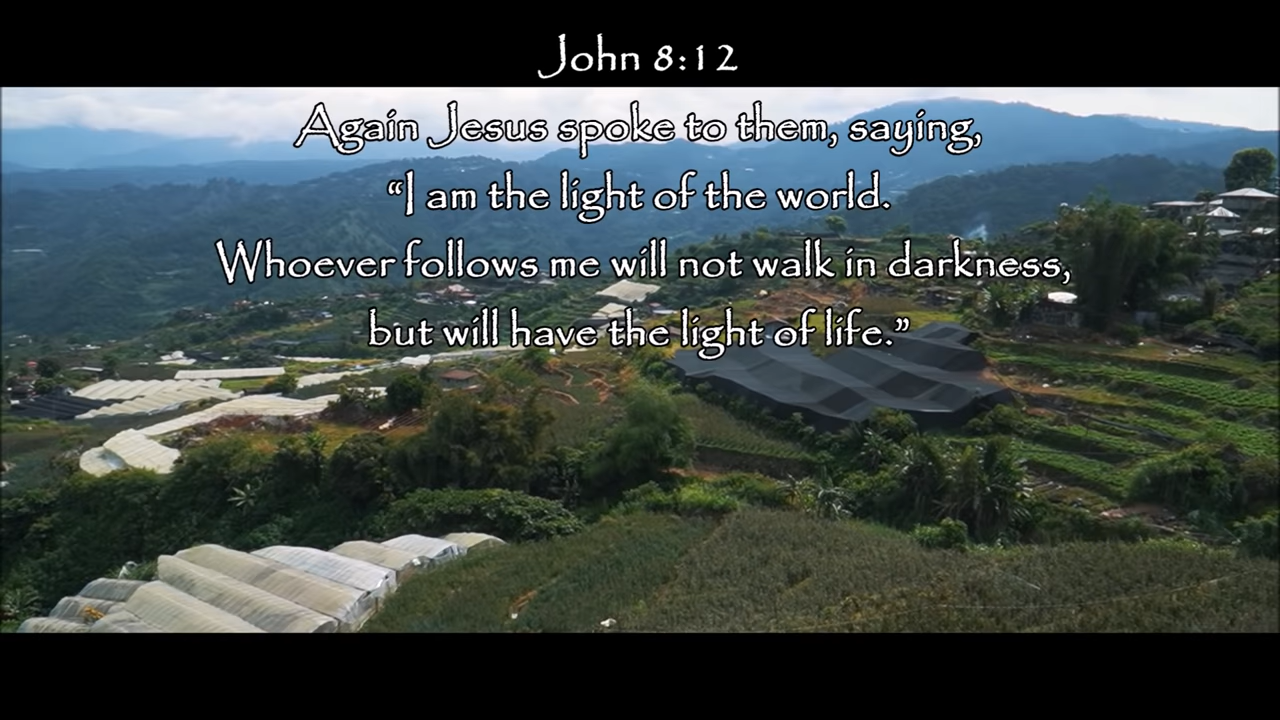 John 8:12
Again Jesus spoke to them, saying,
“I am the light of the world.
Whoever follows me will not walk in darkness,
but will have the light of life.”